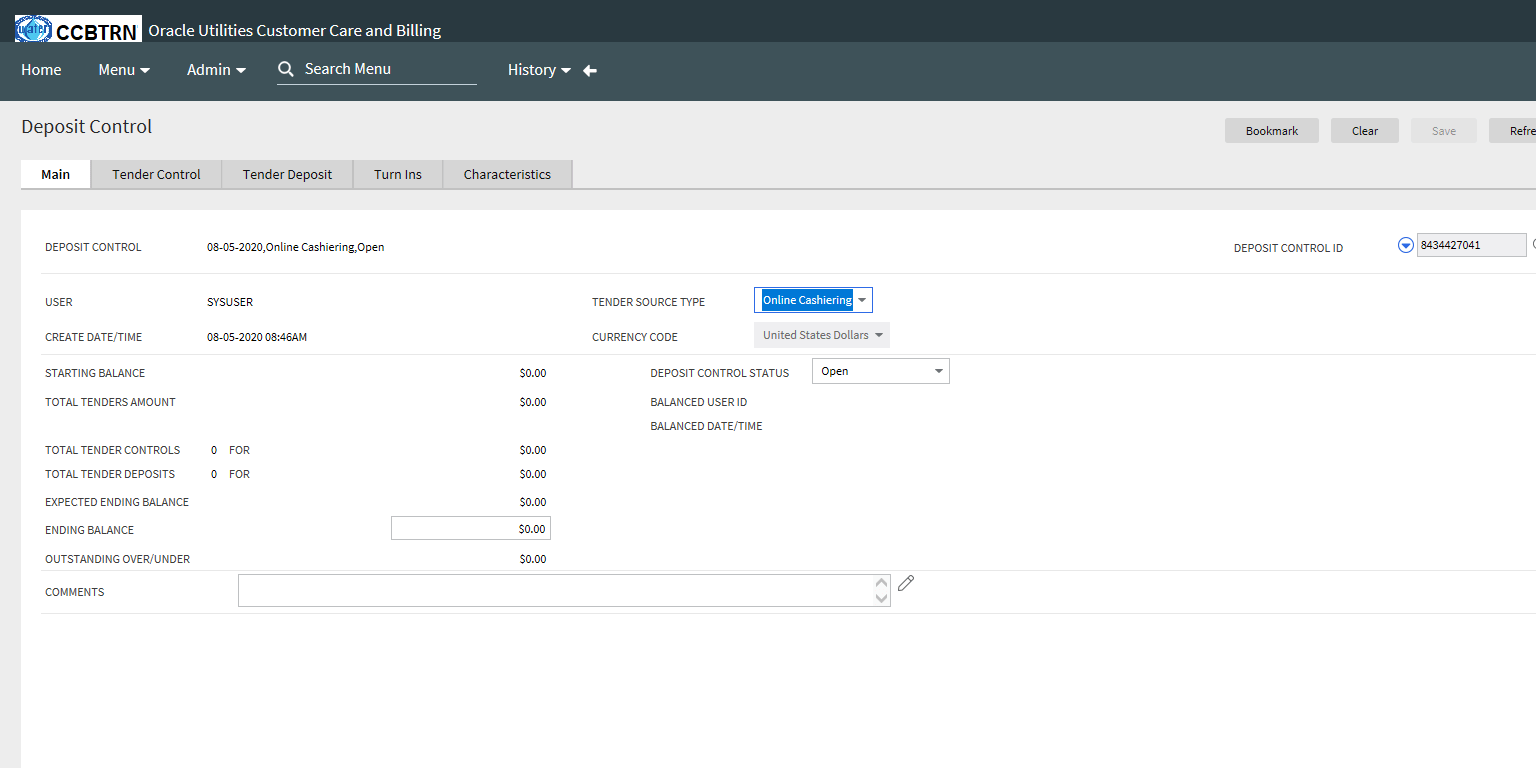 water CCBTRN Oracle Utilities Customer Care and Billing
Home Menu Admin Search Menu History
Deposit Control
Bookmark Clear Save Refre
Main Tender Control Tender Deposit Turn Ins Characteristics
DEPOSIT CONTROL 08-05-2020,Online Cashiering,Open DEPOSIT CONTROL ID 8434427041
USER SYSUSER TENDER SOURCE TYPE Online Cashiering
CREATE DATE/TIME 08-05-2020 08:46AM CURRENCY CODE United States Dollars
STARTING BALANCE $0.00 DEPOSIT CONTROL STATUS Open
TOTAL TENDERS AMOUNT $0.00 BALANCED USER ID
BALANCED DATE/TIME
TOTAL TENDER CONTROLS 0 FOR $0.00
TOTAL TENDER DEPOSITS 0 FOR $0.00
EXPECTED ENDING BALANCE $0.00
ENDING BALANCE $0.00
OUTSTANDING OVER/UNDER $0.00
COMMENTS